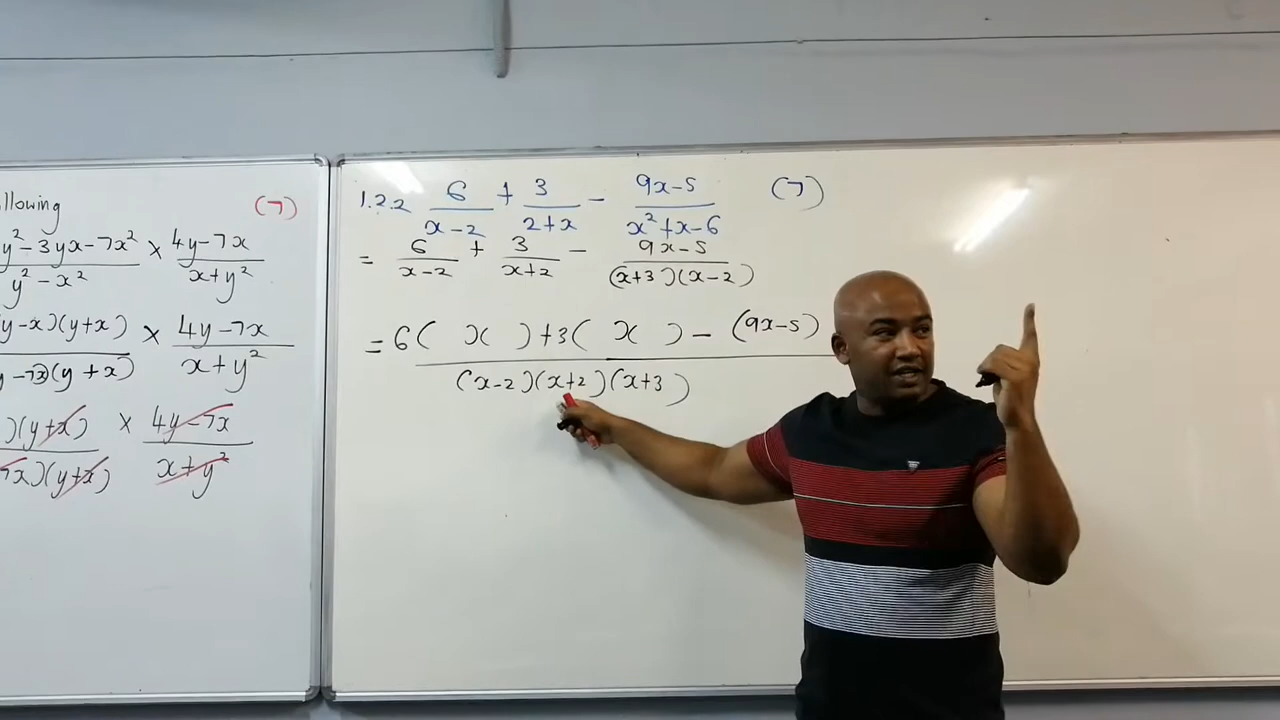 llowing (7)
y² - 3yx - 7x² / y² - x² × 4y - 7x / x + y²
(y - x)(y + x) / y - 7x)(y + x) × 4y - 7x / x + y²
)(y + x) / 7x)(y + x) × 4y - 7x / x + y²
1.2.2 6 / x - 2 + 3 / 2 + x - 9x - 5 / x² + x - 6 (7)
= 6 / x - 2 + 3 / x + 2 - 9x - 5 / (x + 3)(x - 2)
= 6( )( ) + 3( )( ) - (9x - 5) / (x - 2)(x + 2)(x + 3)